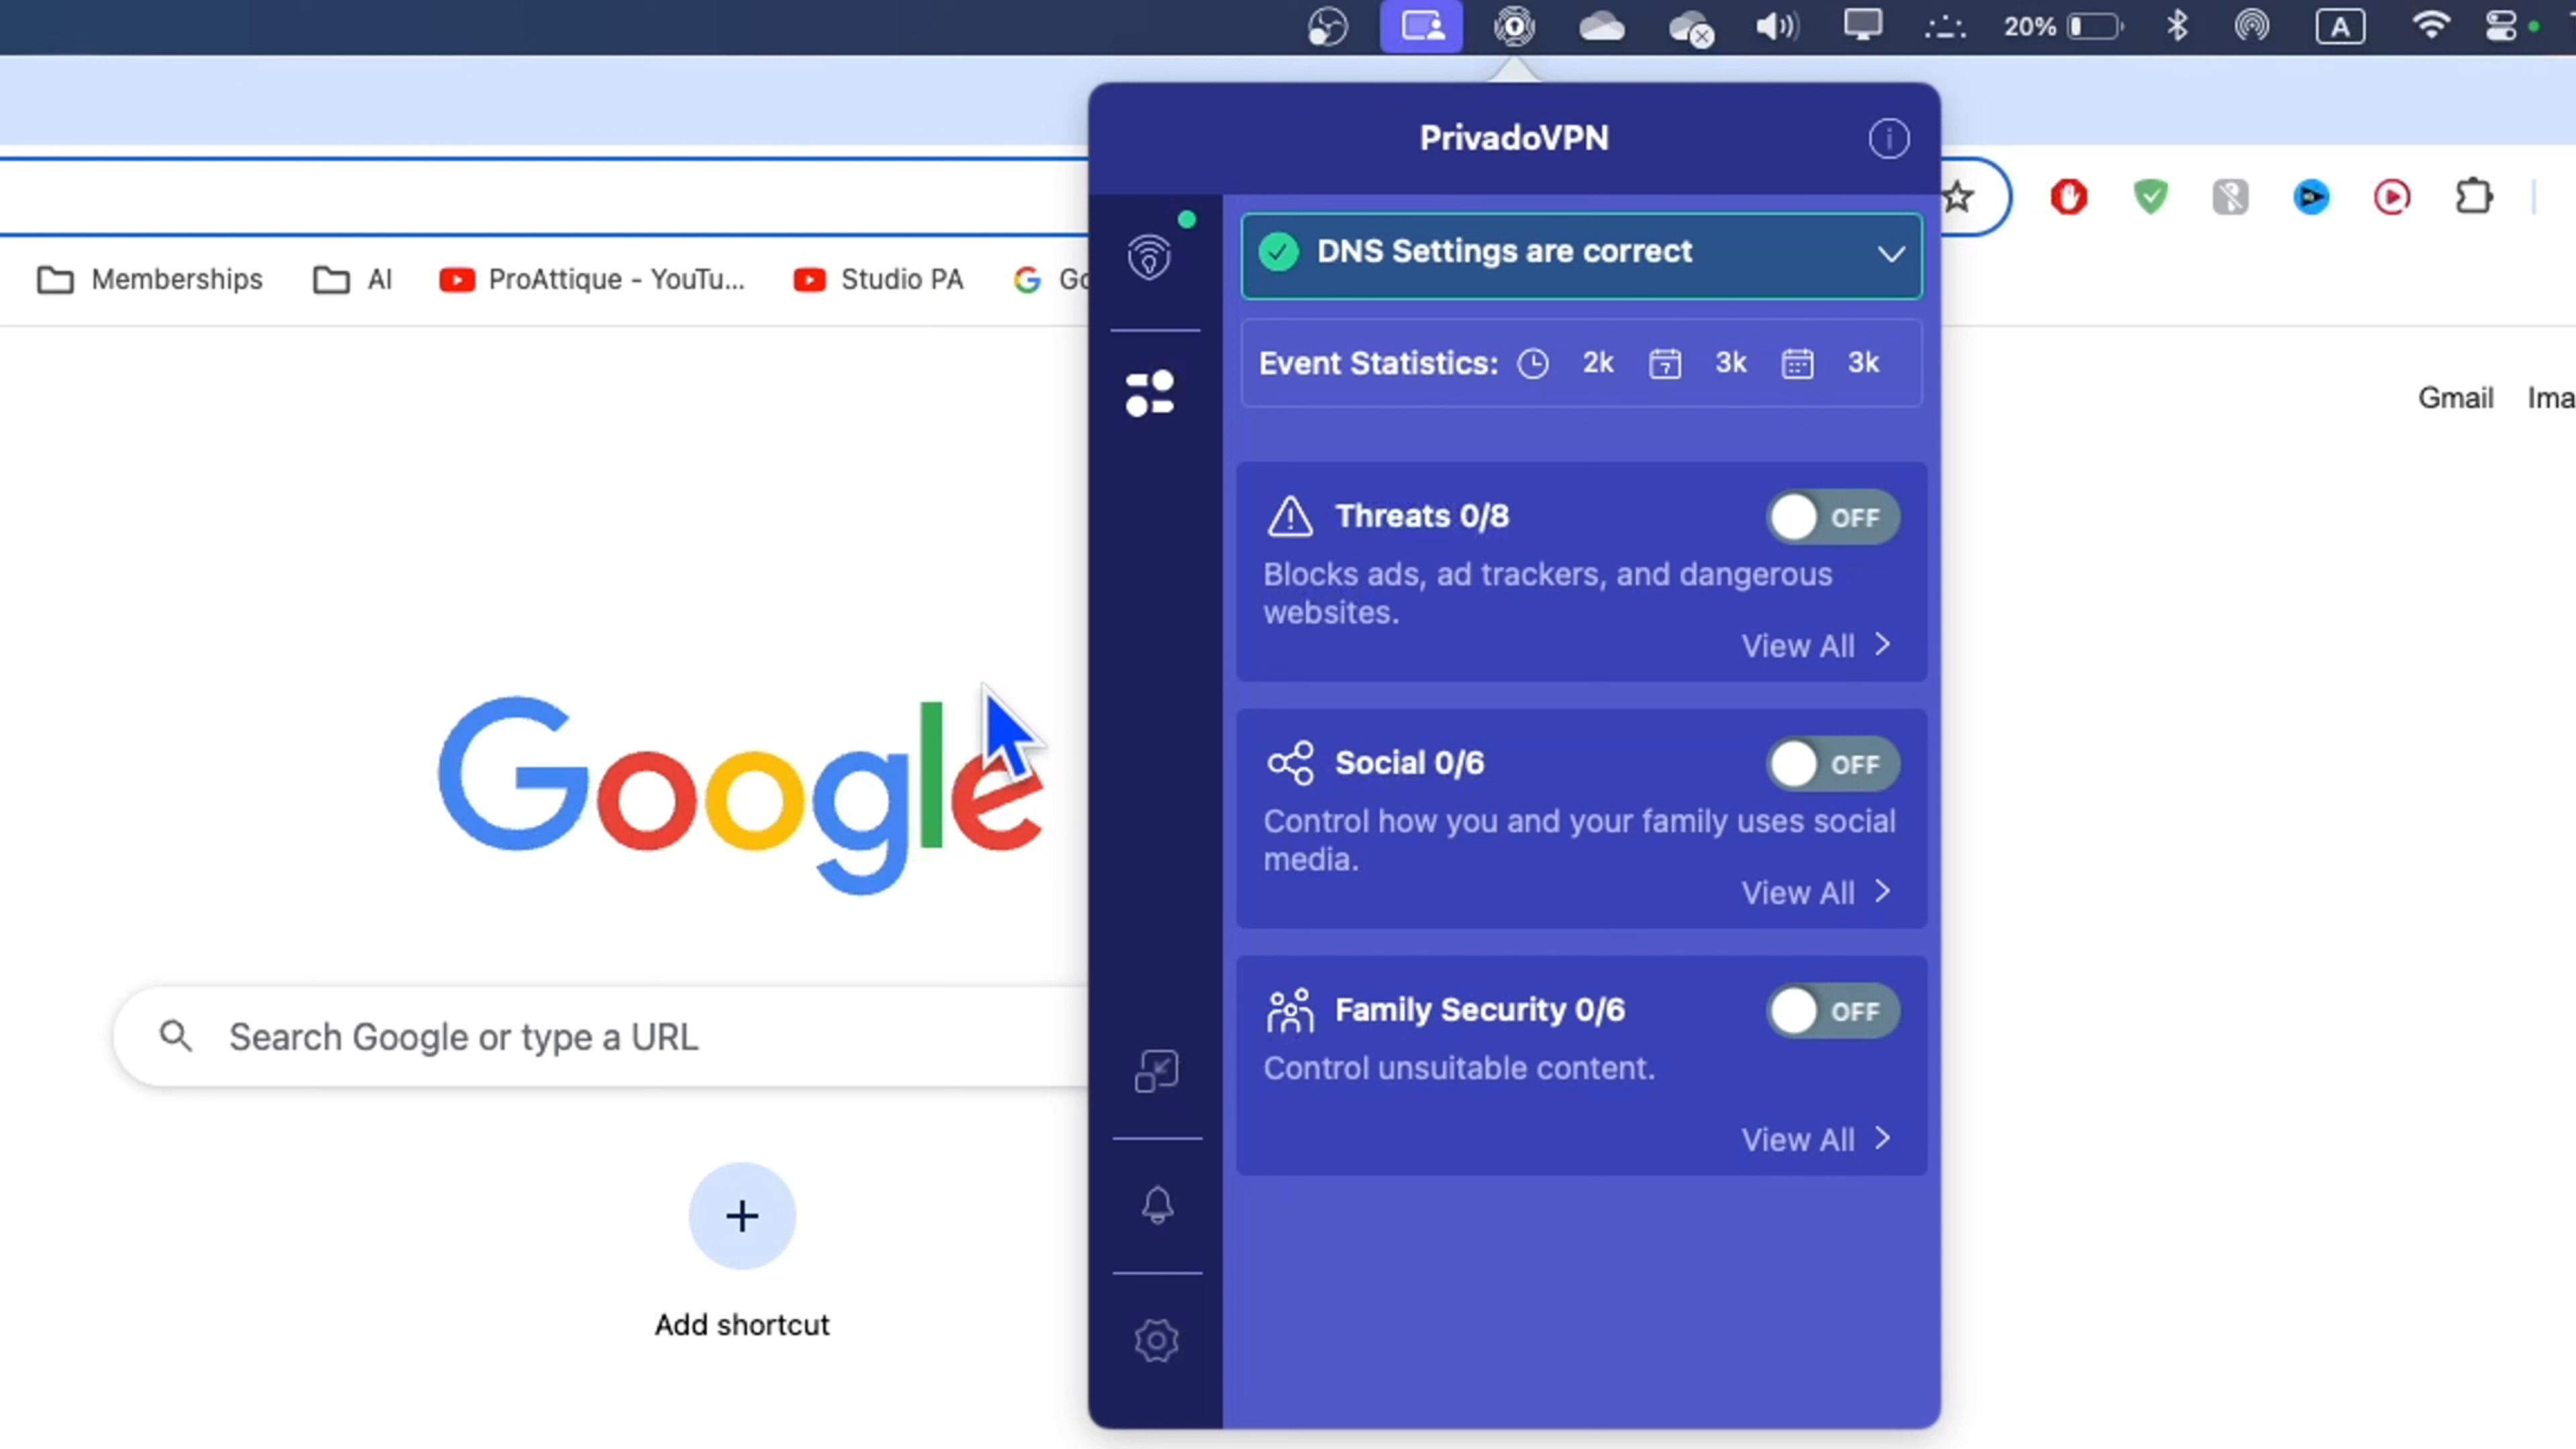 20%
A
PrivadoVPN
DNS Settings are correct
Memberships
AI
ProAttique - YouTu...
Studio PA
Event Statistics: 2k 7 3k 3k
Gmail
Threats 0/8
OFF
Blocks ads, ad trackers, and dangerous
websites.
View All
Social 0/6
OFF
Control how you and your family uses social
media.
View All
Google
Family Security 0/6
OFF
Search Google or type a URL
Control unsuitable content.
View All
Add shortcut